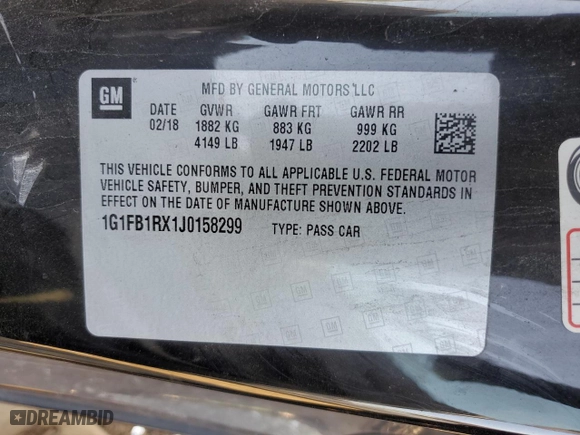 GM ®
MFD BY GENERAL MOTORS LLC
DATE GVWR GAWR FRT GAWR RR
02/18 1882 KG 883 KG 999 KG
4149 LB 1947 LB 2202 LB
THIS VEHICLE CONFORMS TO ALL APPLICABLE U.S. FEDERAL MOTOR
VEHICLE SAFETY, BUMPER, AND THEFT PREVENTION STANDARDS IN
EFFECT ON THE DATE OF MANUFACTURE SHOWN ABOVE.
1G1FB1RX1J0158299 TYPE: PASS CAR
DREAMBID